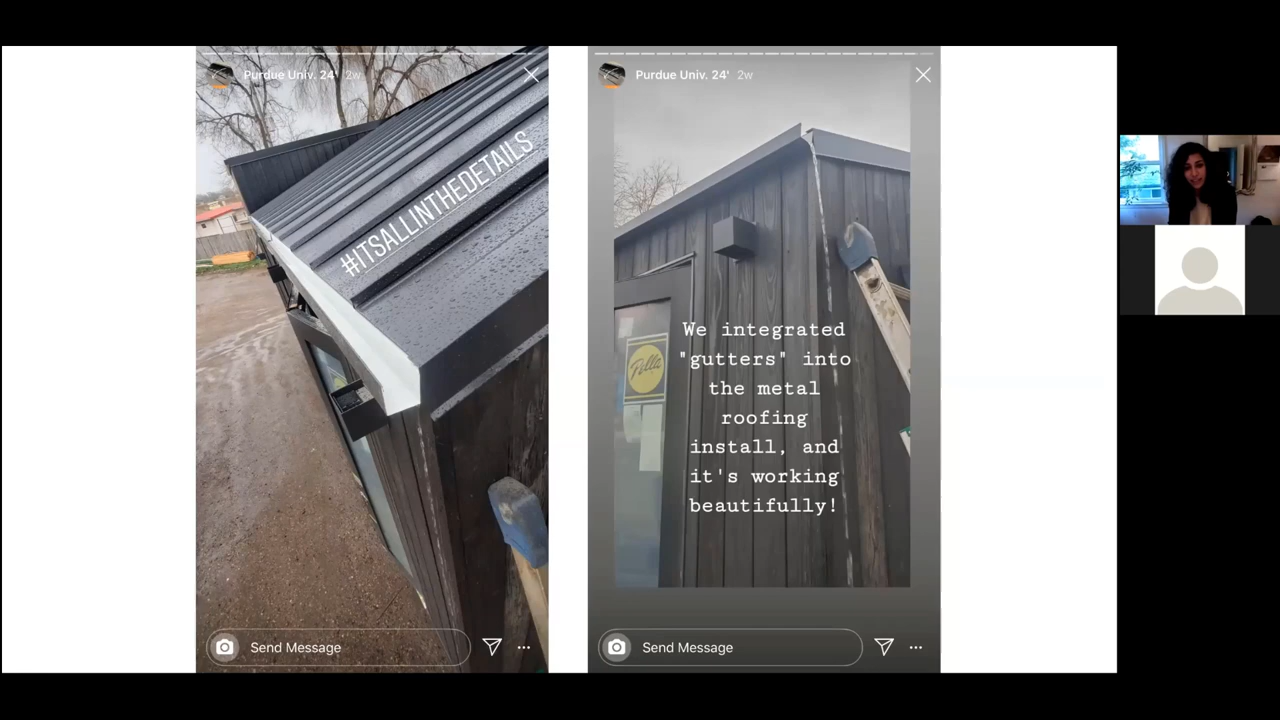 Purdue Univ. 24' 2w
#ITSALLINTHEDETAILS
Send Message
Purdue Univ. 24' 2w
Pella
We integrated
"gutters" into
the metal
roofing
install, and
it's working
beautifully!
Send Message